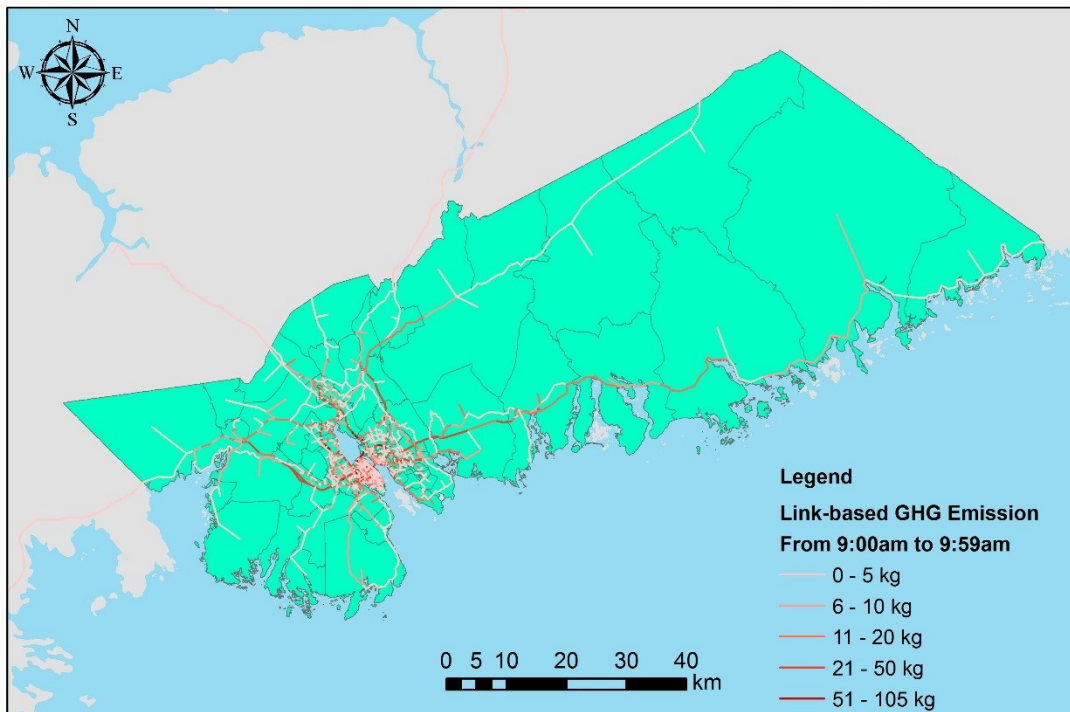 N
W E
S
Legend
Link-based GHG Emission
From 9:00am to 9:59am
0 - 5 kg
6 - 10 kg
11 - 20 kg
21 - 50 kg
51 - 105 kg
0 5 10 20 30 40
km